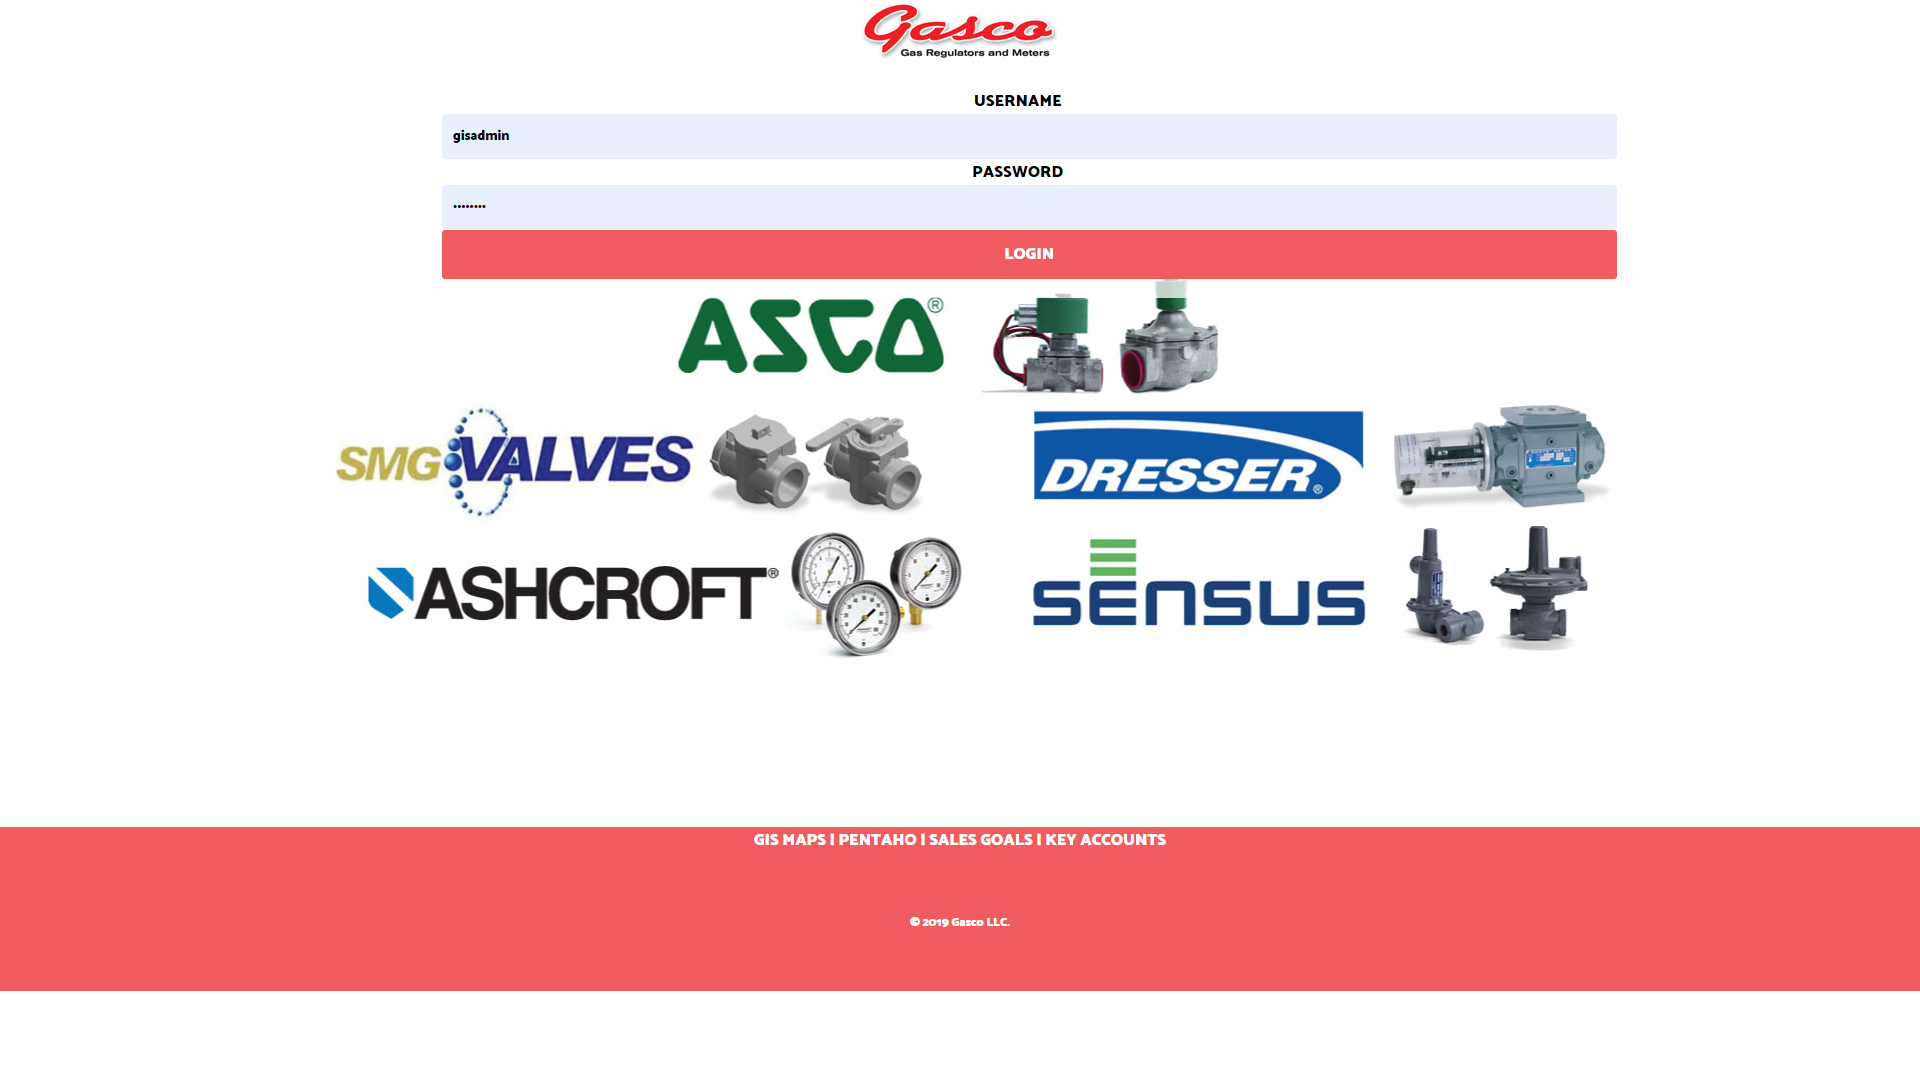 Gasco
Gas Regulators and Meters
USERNAME
gisadmin
PASSWORD
••••••••
LOGIN
ASCO®
SMG VALVES
DRESSER®
ASHCROFT®
sensus
GIS MAPS | PENTAHO | SALES GOALS | KEY ACCOUNTS
© 2019 Gasco LLC.